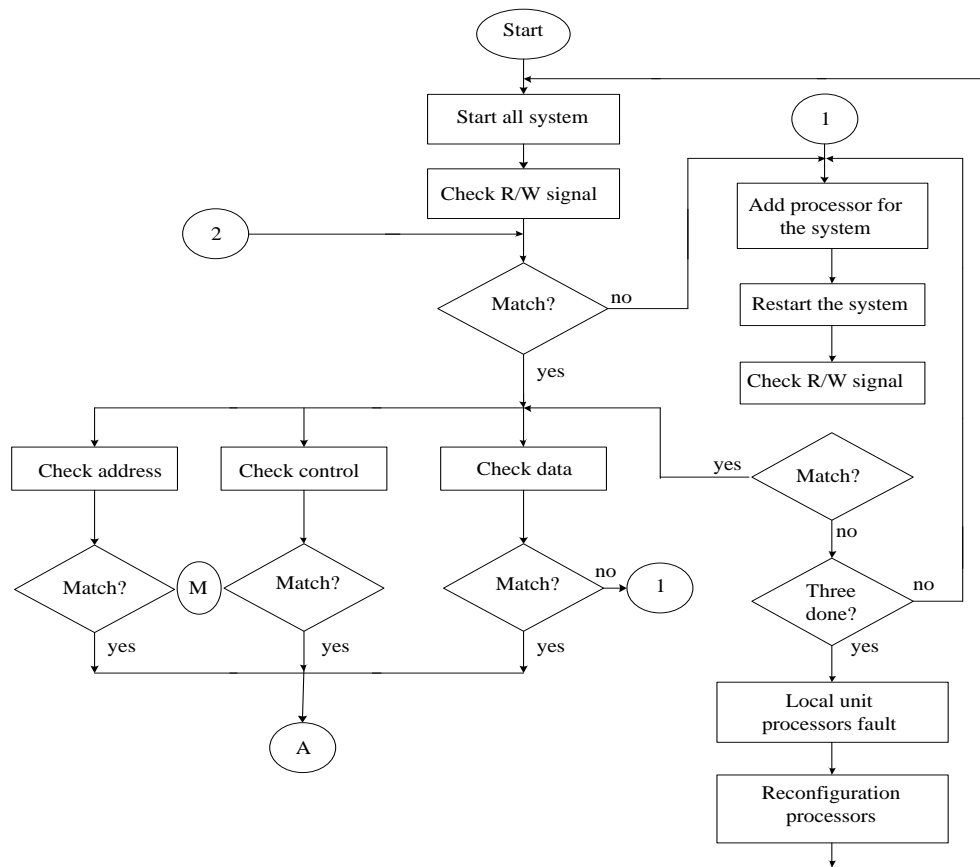 Start
Start all system
1
Check R/W signal
Add processor for
the system
2
Match?
no
Restart the system
yes
Check R/W signal
Check address
Check control
Check data
yes
Match?
no
Match?
M
Match?
Match?
no
1
Three
done?
no
yes
yes
yes
yes
Local unit
processors fault
A
Reconfiguration
processors